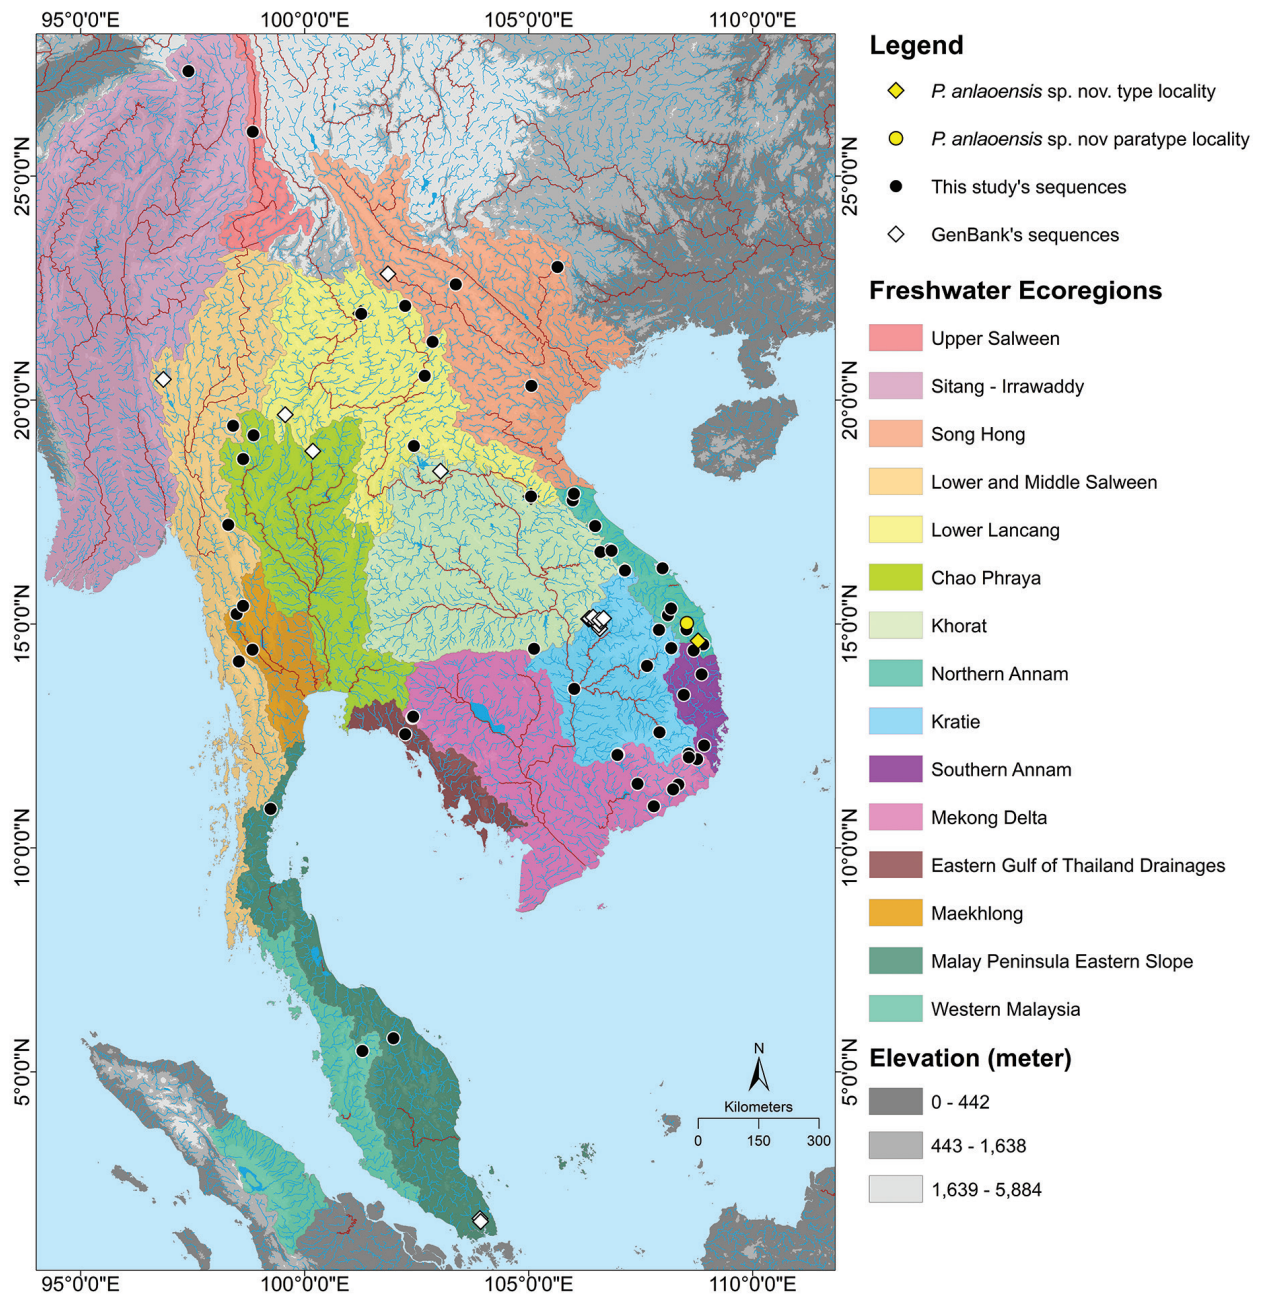 95°0'0"E 100°0'0"E 105°0'0"E 110°0'0"E
25°0'0"N
20°0'0"N
15°0'0"N
10°0'0"N
5°0'0"N
25°0'0"N
20°0'0"N
15°0'0"N
10°0'0"N
5°0'0"N
N
Kilometers
0 150 300
95°0'0"E 100°0'0"E 105°0'0"E 110°0'0"E
Legend
P. anlaoensis sp. nov. type locality
P. anlaoensis sp. nov paratype locality
This study's sequences
GenBank's sequences
Freshwater Ecoregions
Upper Salween
Sitang - Irrawaddy
Song Hong
Lower and Middle Salween
Lower Lancang
Chao Phraya
Khorat
Northern Annam
Kratie
Southern Annam
Mekong Delta
Eastern Gulf of Thailand Drainages
Maekhlong
Malay Peninsula Eastern Slope
Western Malaysia
Elevation (meter)
0 - 442
443 - 1,638
1,639 - 5,884